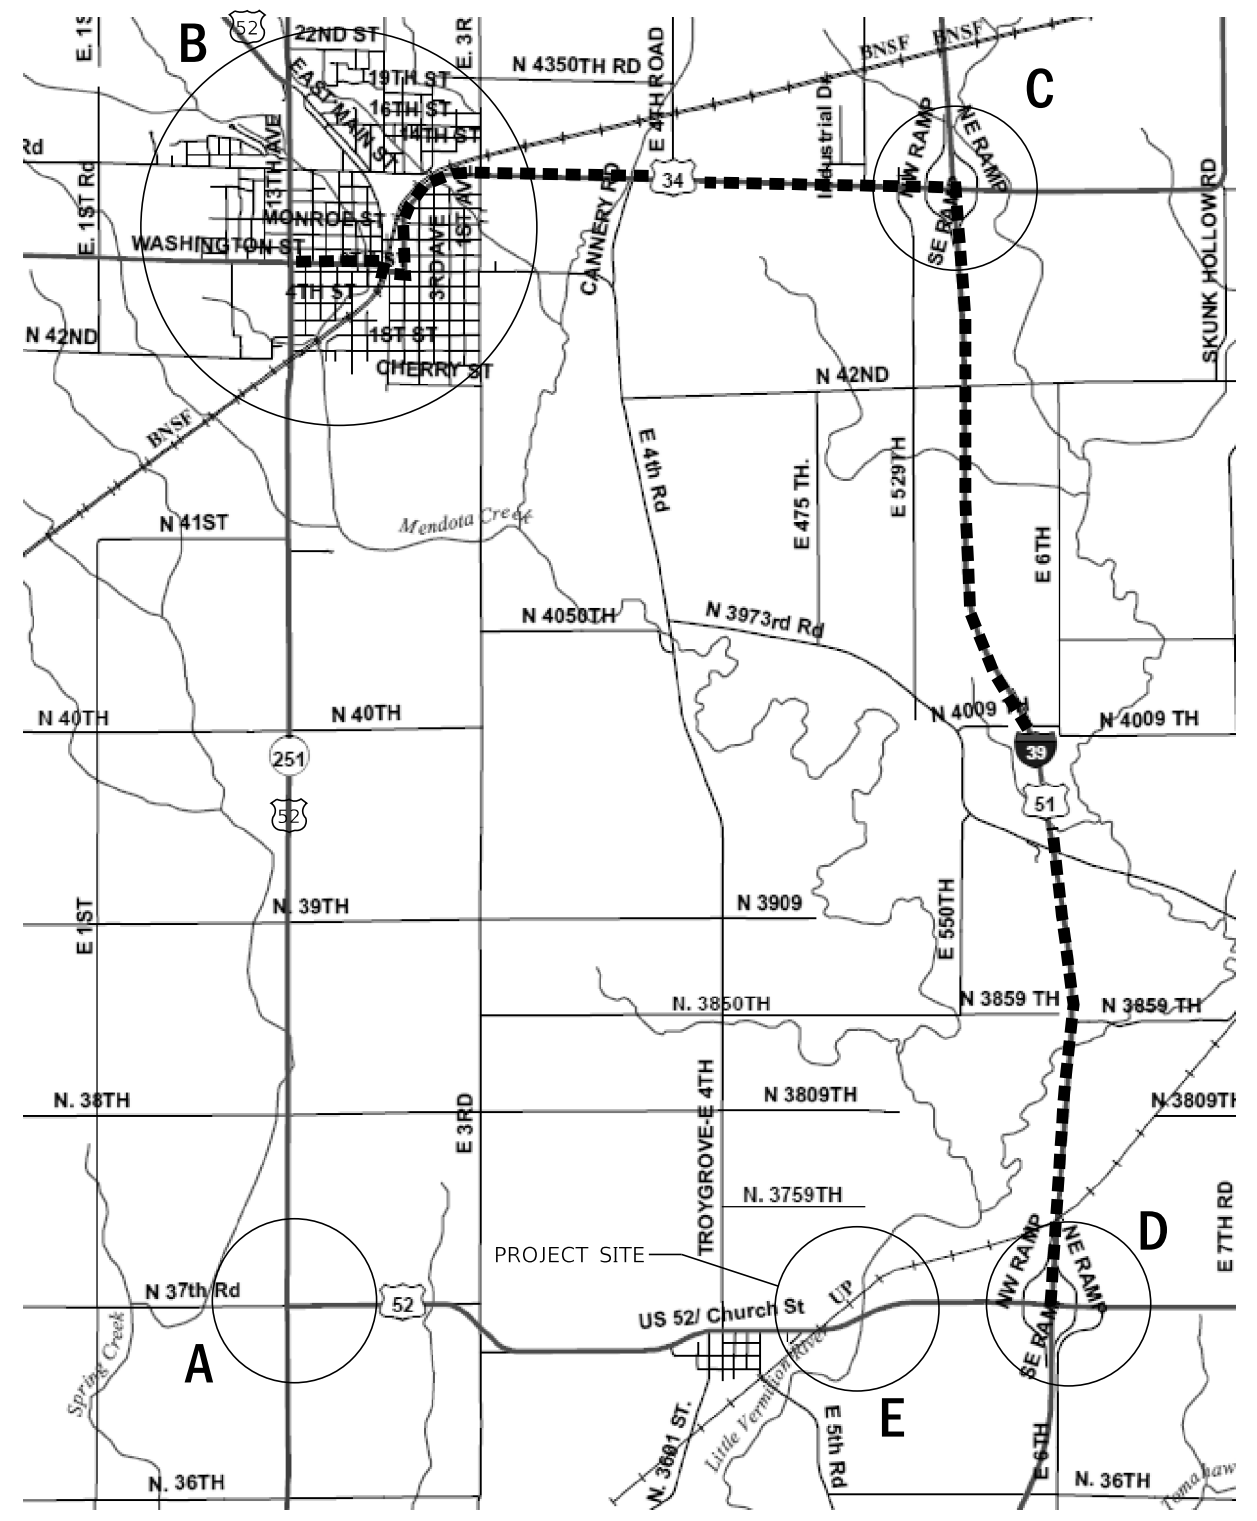 52
B
E. 1S
22ND ST
E. 3R
N 4350TH RD
E 4TH ROAD
BNSF
BNSF
C
EAST MAIN ST
19TH ST
16TH ST
14TH ST
Industrial Dr
NW RAMP
NE RAMP
SE RAMP
Rd
E. 1ST Rd
13TH AVE
34
CANNERY RD
SKUNK HOLLOW RD
MONROE ST
1ST AV
3RD AVE
WASHINGTON ST
4TH ST
1ST ST
CHERRY ST
N 42ND
N 42ND
BNSF
E 4th Rd
E 475 TH.
E 529TH
E 6TH
Mendota Creek
N 41ST
N 4050TH
N 3973rd Rd
N 40TH
N 40TH
N 4009 TH
N 4009 TH
251
39
52
51
E 1ST
N. 39TH
N 3909
E 550TH
N. 3850TH
N 3859 TH
N 3859 TH
N. 38TH
E 3RD
TROYGROVE-E 4TH
N 3809TH
N.3809TH
N. 3759TH
E 7TH RD
D
PROJECT SITE
NW RAMP
NE RAMP
SE RAMP
N 37th Rd
52
US 52/ Church St
UP
Spring Creek
A
Little Vermilion River
E
N. 3601 ST.
E 5th Rd
E 6TH
N. 36TH
N. 36TH
Tomahaw